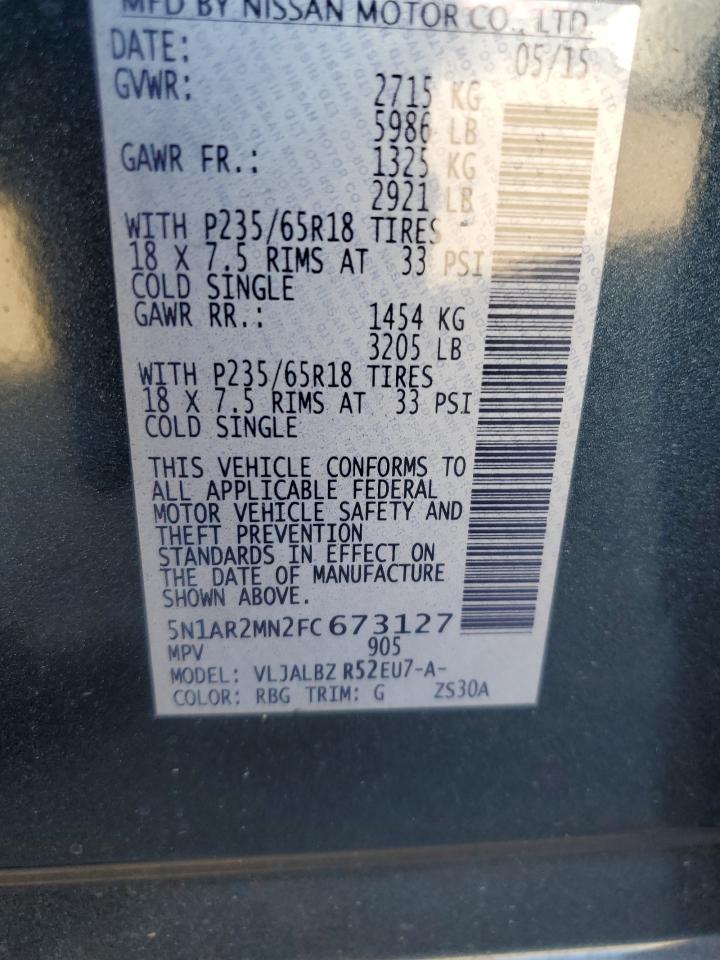 MFD BY NISSAN MOTOR CO., LTD.
DATE: 05/15
GVWR: 2715 KG
5986 LB
GAWR FR.: 1325 KG
2921 LB
WITH P235/65R18 TIRES
18 X 7.5 RIMS AT 33 PSI
COLD SINGLE
GAWR RR.: 1454 KG
3205 LB
WITH P235/65R18 TIRES
18 X 7.5 RIMS AT 33 PSI
COLD SINGLE
THIS VEHICLE CONFORMS TO
ALL APPLICABLE FEDERAL
MOTOR VEHICLE SAFETY AND
THEFT PREVENTION
STANDARDS IN EFFECT ON
THE DATE OF MANUFACTURE
SHOWN ABOVE.
5N1AR2MN2FC673127
MPV 905
MODEL: VLJALBZ R52EU7-A-
COLOR: RBG TRIM: G ZS30A